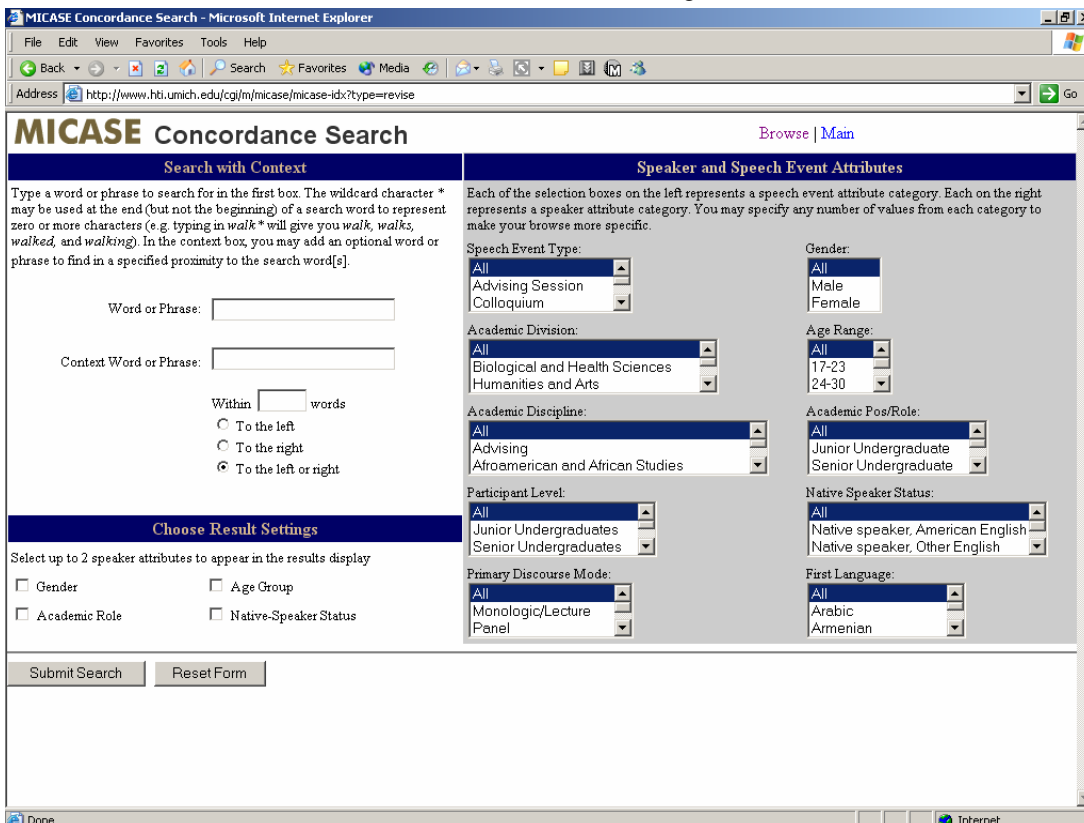 MICASE Concordance Search - Microsoft Internet Explorer
File Edit View Favorites Tools Help
Back Search Favorites Media
Address http://www.hti.umich.edu/cgi/m/micase/micase-idx?type=revise Go
MICASE Concordance Search
Browse | Main
Search with Context
Type a word or phrase to search for in the first box. The wildcard character *
may be used at the end (but not the beginning) of a search word to represent
zero or more characters (e.g. typing in walk* will give you walk, walks,
walked, and walking). In the context box, you may add an optional word or
phrase to find in a specified proximity to the search word[s].
Word or Phrase:
Context Word or Phrase:
Within words
To the left
To the right
To the left or right
Choose Result Settings
Select up to 2 speaker attributes to appear in the results display
Gender Age Group
Academic Role Native-Speaker Status
Speaker and Speech Event Attributes
Each of the selection boxes on the left represents a speech event attribute category. Each on the right
represents a speaker attribute category. You may specify any number of values from each category to
make your browse more specific.
Speech Event Type:
All
Advising Session
Colloquium
Gender:
All
Male
Female
Academic Division:
All
Biological and Health Sciences
Humanities and Arts
Age Range:
All
17-23
24-30
Academic Discipline:
All
Advising
Afroamerican and African Studies
Academic Pos/Role:
All
Junior Undergraduate
Senior Undergraduate
Participant Level:
All
Junior Undergraduates
Senior Undergraduates
Native Speaker Status:
All
Native speaker, American English
Native speaker, Other English
Primary Discourse Mode:
All
Monologic/Lecture
Panel
First Language:
All
Arabic
Armenian
Submit Search Reset Form
Done Internet